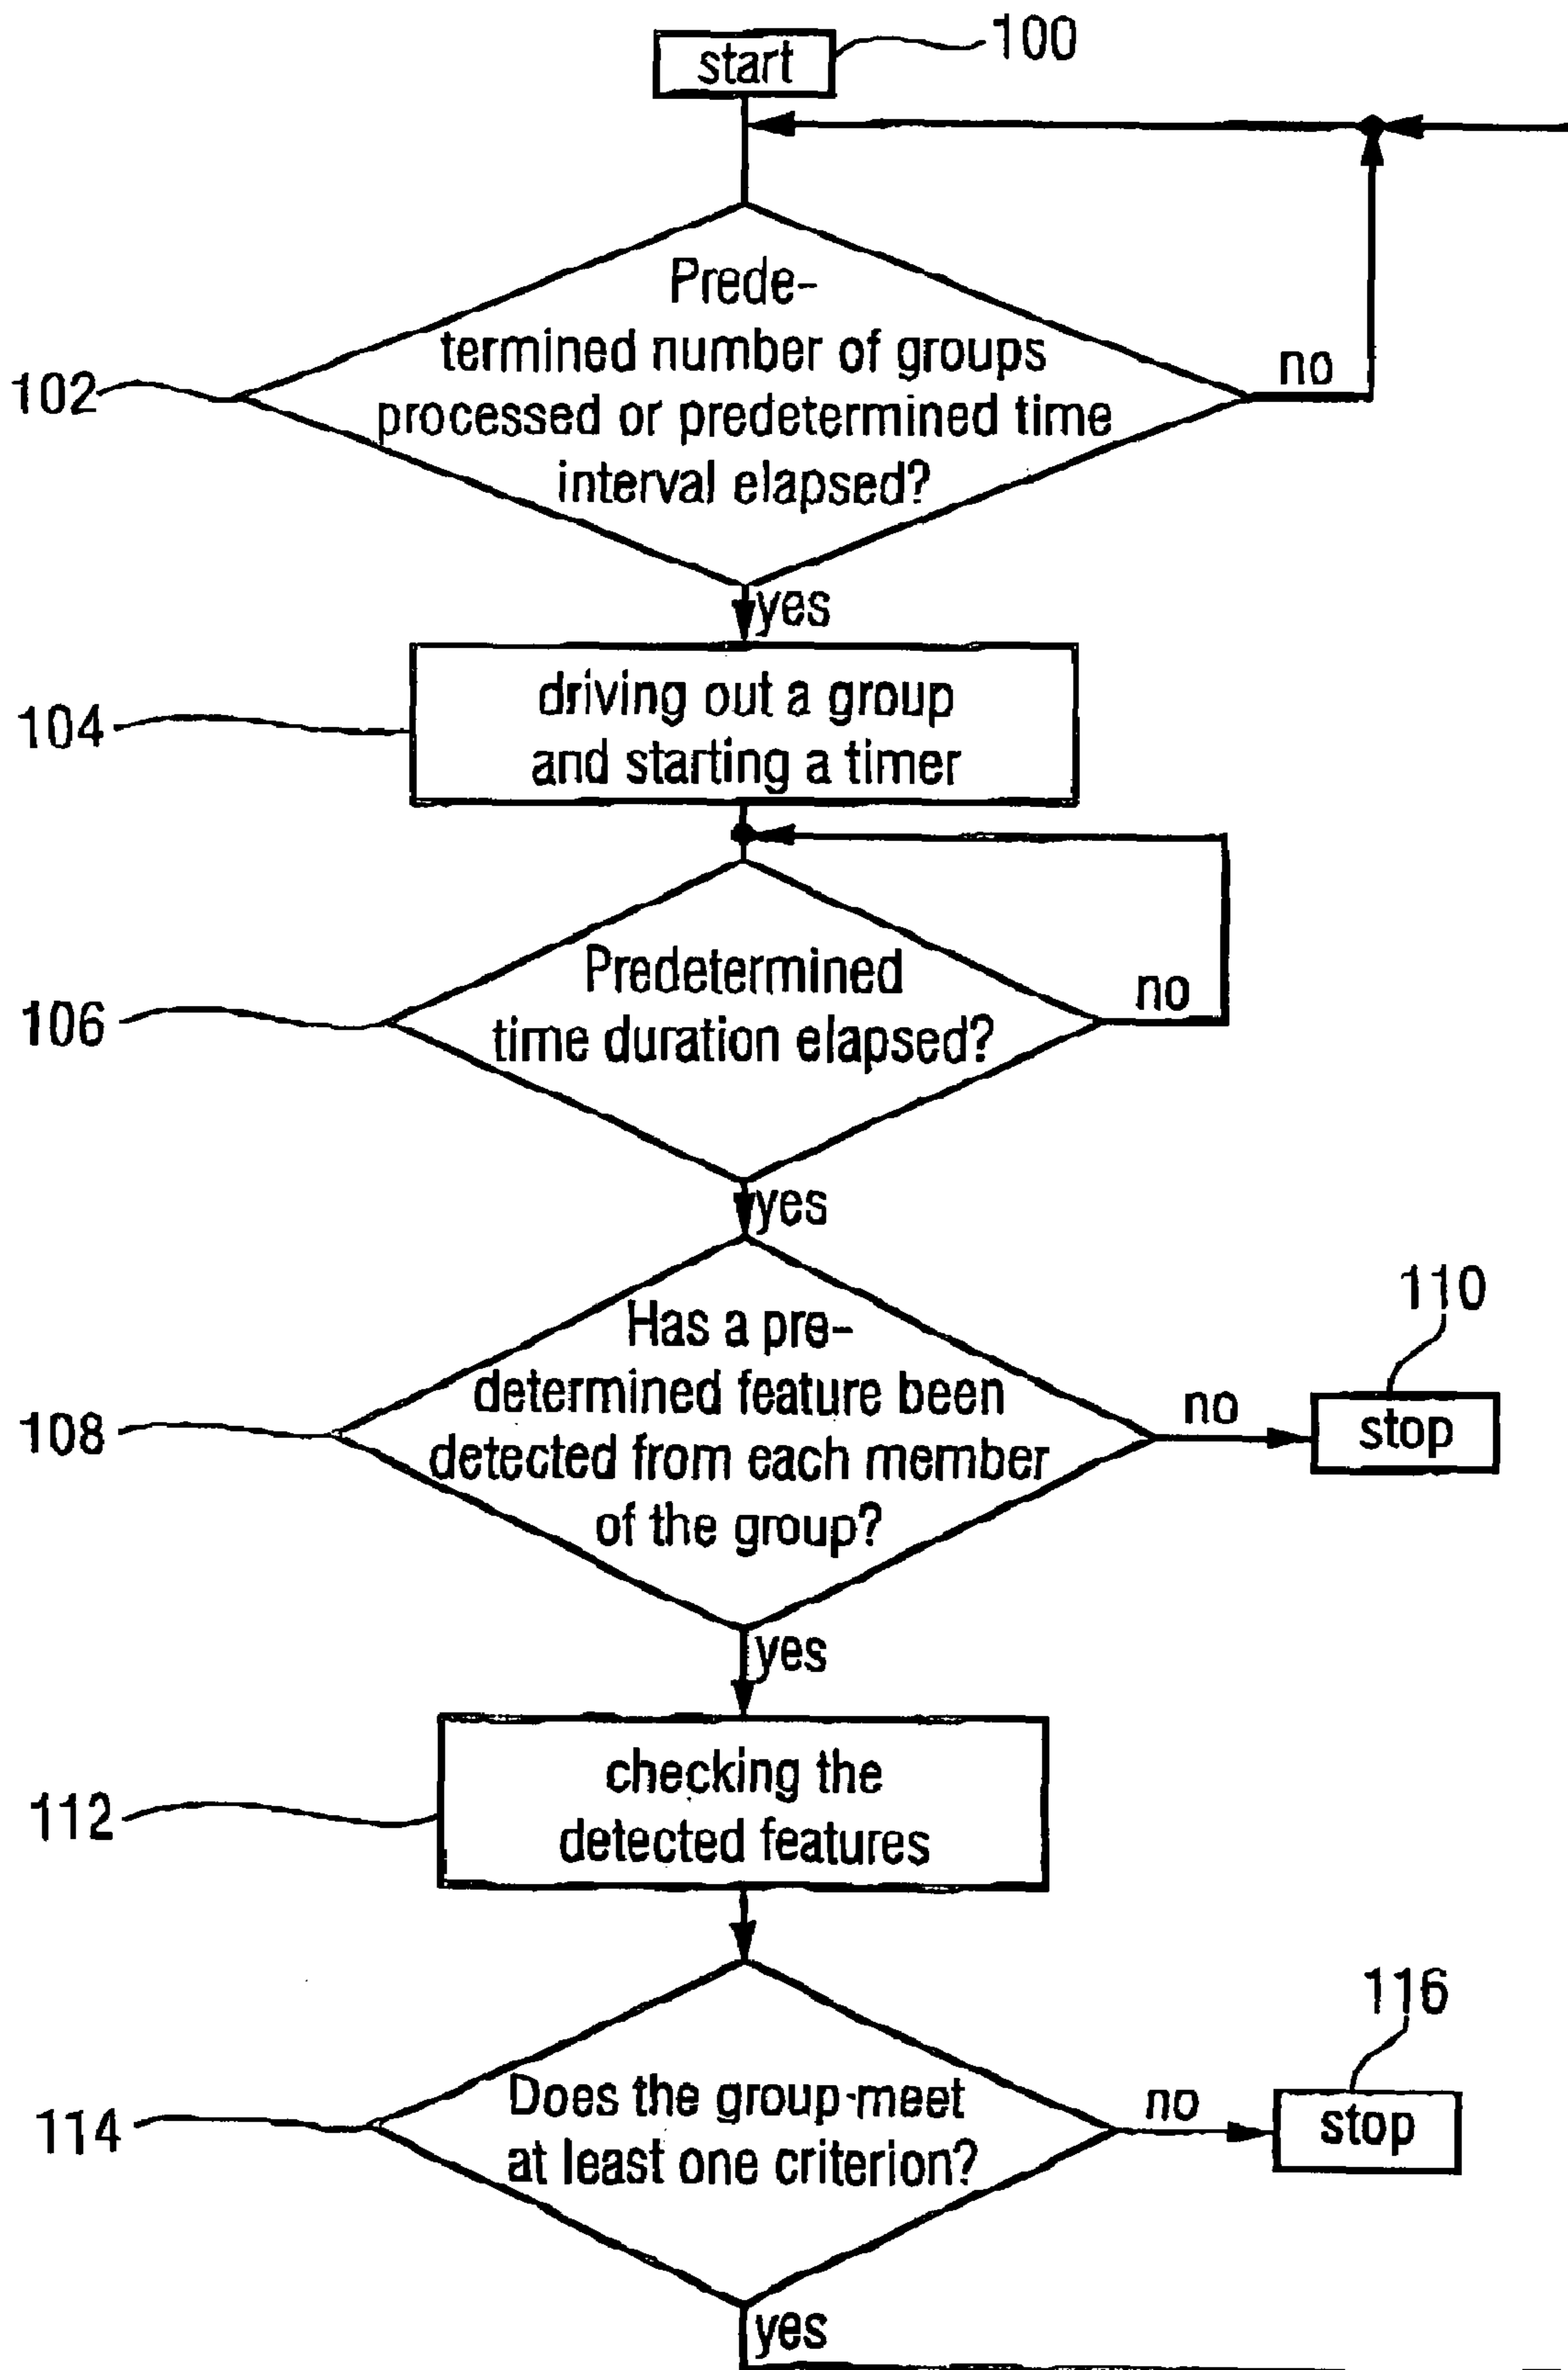 start
100
Prede-
termined number of groups
processed or predetermined time
interval elapsed?
102
no
yes
driving out a group
and starting a timer
104
Predetermined
time duration elapsed?
106
no
yes
Has a pre-
determined feature been
detected from each member
of the group?
108
no
110
stop
yes
checking the
detected features
112
Does the group-meet
at least one criterion?
114
no
116
stop
yes